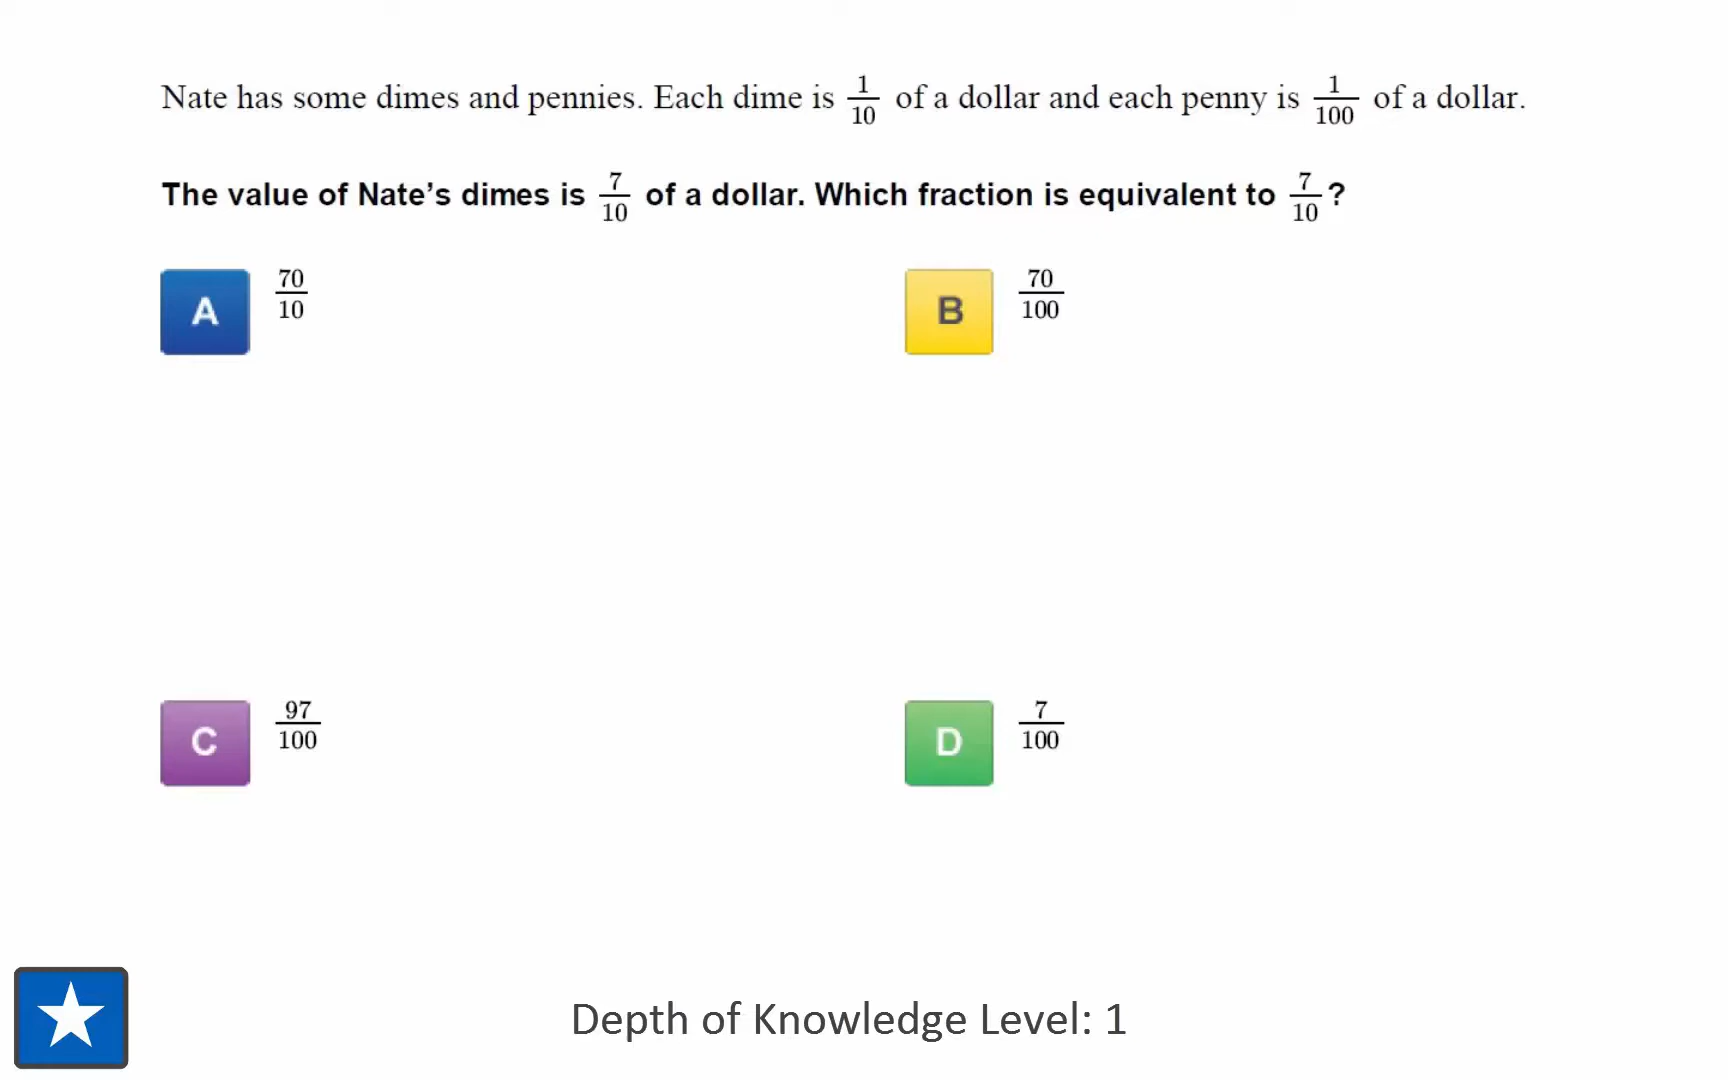 Nate has some dimes and pennies. Each dime is 1/10 of a dollar and each penny is 1/100 of a dollar.
The value of Nate’s dimes is 7/10 of a dollar. Which fraction is equivalent to 7/10?
A 70/10
B 70/100
C 97/100
D 7/100
Depth of Knowledge Level: 1